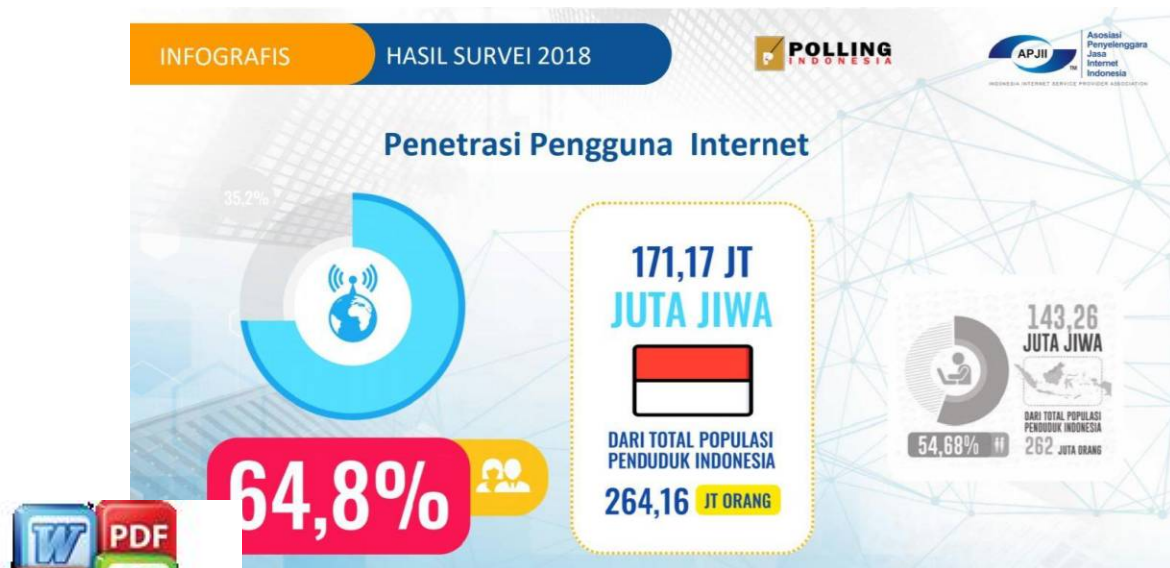 INFOGRAFIS
HASIL SURVEI 2018
POLLING
INDONESIA
APJII
TM
Asosiasi
Penyelenggara
Jasa
Internet
Indonesia
INDONESIA INTERNET SERVICE PROVIDER ASSOCIATION
Penetrasi Pengguna Internet
35,2%
64,8%
171,17 JT
JUTA JIWA
DARI TOTAL POPULASI
PENDUDUK INDONESIA
264,16 JT ORANG
143,26
JUTA JIWA
DARI TOTAL POPULASI
PENDUDUK INDONESIA
54,68%
262 JUTA ORANG
W
PDF